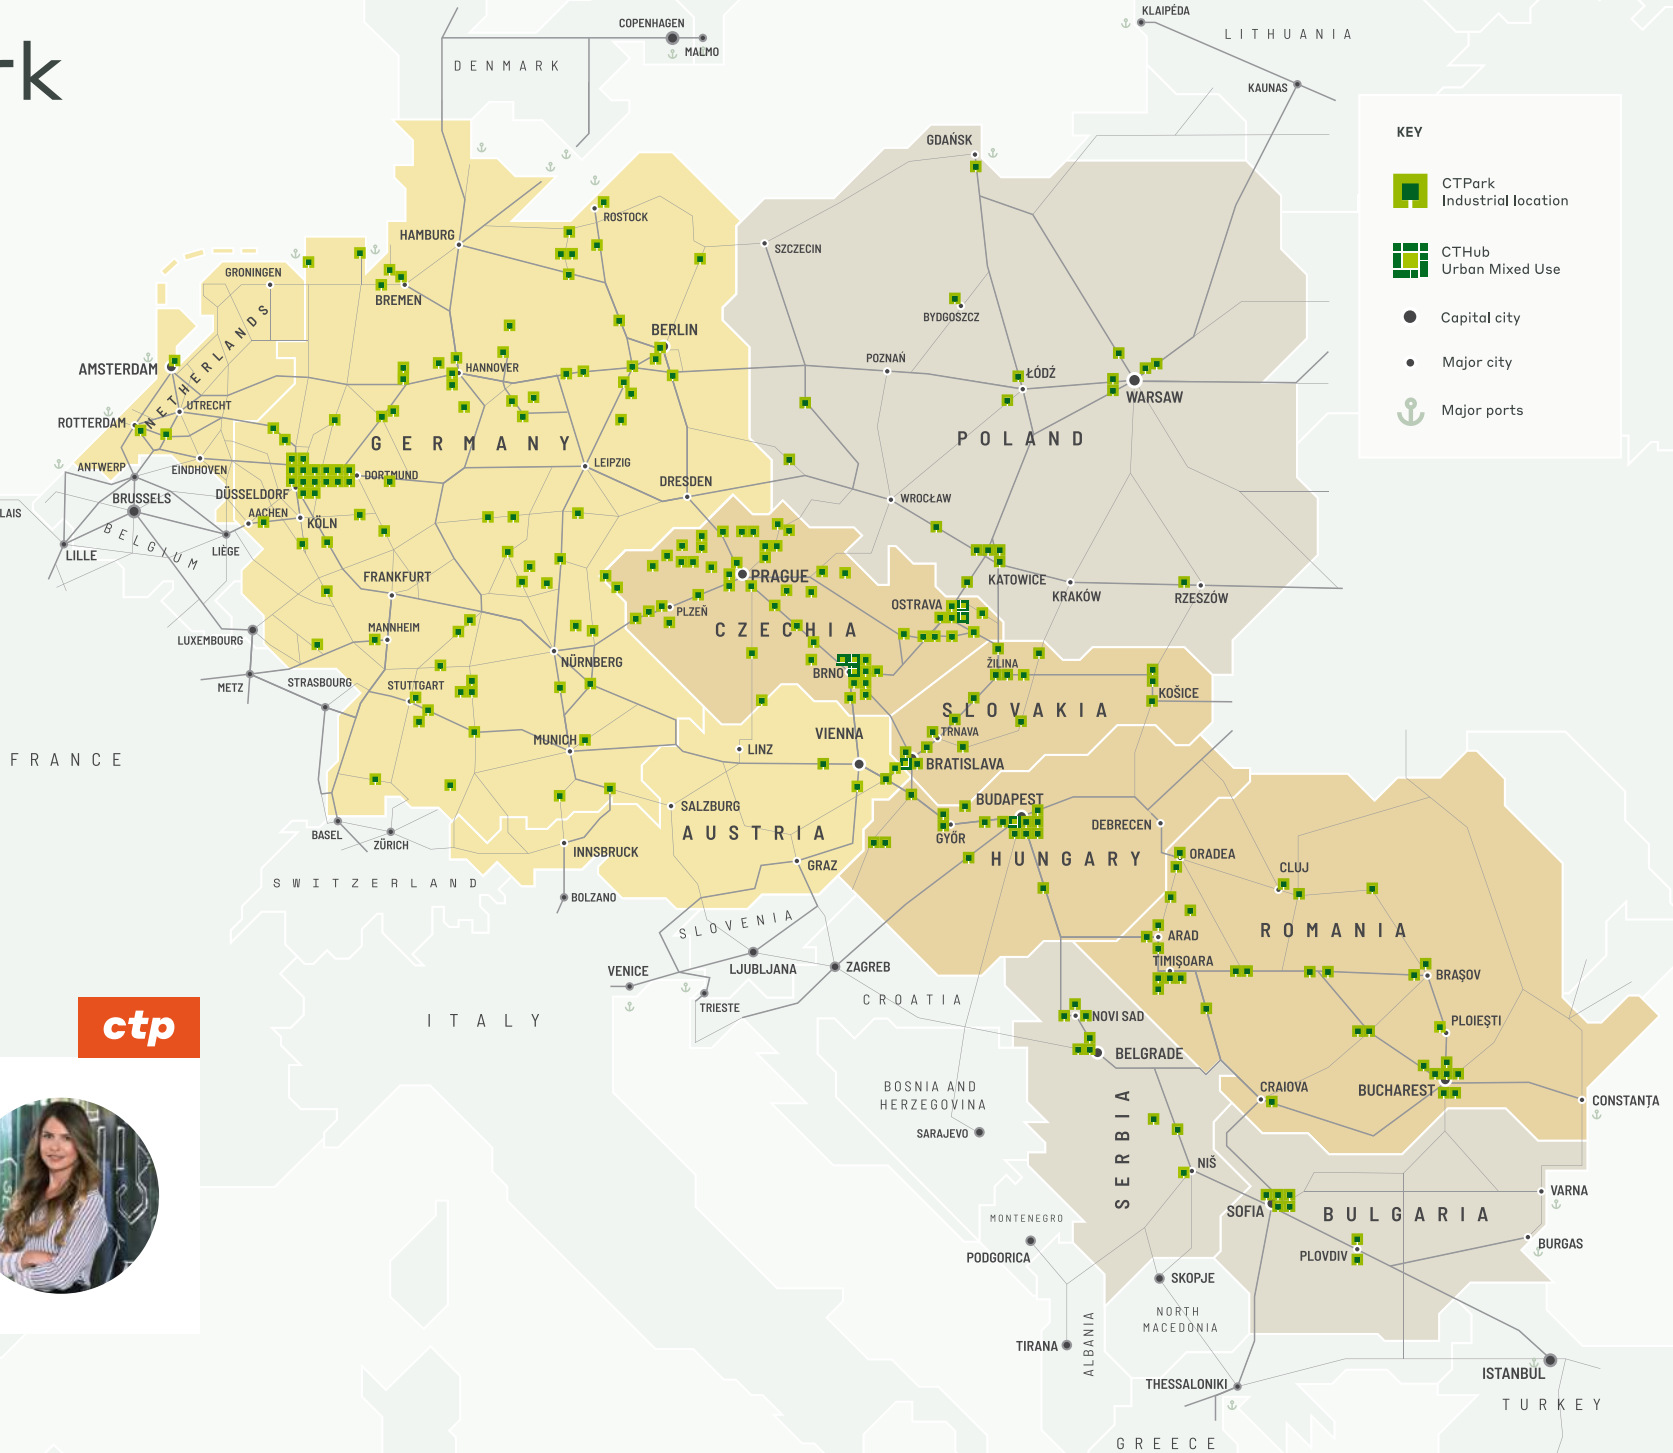 rk
KLAIPÉDA
LITHUANIA
COPENHAGEN
MALMO
DENMARK
KAUNAS
KEY
CTPark
Industrial location
CTHub
Urban Mixed Use
Capital city
Major city
Major ports
GDAŃSK
ROSTOCK
HAMBURG
SZCZECIN
GRONINGEN
BREMEN
BYDGOSZCZ
BERLIN
NETHERLANDS
AMSTERDAM
HANNOVER
POZNAŃ
ŁÓDŹ
WARSAW
UTRECHT
ROTTERDAM
GERMANY
POLAND
ANTWERP
EINDHOVEN
DORTMUND
LEIPZIG
DRESDEN
BRUSSELS
DÜSSELDORF
WROCŁAW
LAIS
AACHEN
KÖLN
BELGIUM
LIÈGE
LILLE
FRANKFURT
PRAGUE
KATOWICE
KRAKÓW
RZESZÓW
OSTRAVA
PLZEŇ
CZECHIA
LUXEMBOURG
MANNHEIM
NÜRNBERG
ŽILINA
BRNO
METZ
STRASBOURG
STUTTGART
KOŠICE
SLOVAKIA
TRNAVA
VIENNA
MUNICH
LINZ
FRANCE
BRATISLAVA
SALZBURG
BUDAPEST
BASEL
ZÜRICH
AUSTRIA
GYŐR
DEBRECEN
INNSBRUCK
GRAZ
HUNGARY
ORADEA
CLUJ
SWITZERLAND
BOLZANO
SLOVENIA
ROMANIA
ARAD
TIMIȘOARA
BRAȘOV
VENICE
LJUBLJANA
ZAGREB
TRIESTE
CROATIA
NOVI SAD
PLOIEȘTI
ITALY
ctp
BELGRADE
BOSNIA AND
HERZEGOVINA
CRAIOVA
BUCHAREST
CONSTANȚA
SARAJEVO
SERBIA
NIŠ
VARNA
SOFIA
BULGARIA
MONTENEGRO
PODGORICA
PLOVDIV
BURGAS
SKOPJE
NORTH
MACEDONIA
TIRANA
ALBANIA
ISTANBUL
THESSALONIKI
TURKEY
GREECE